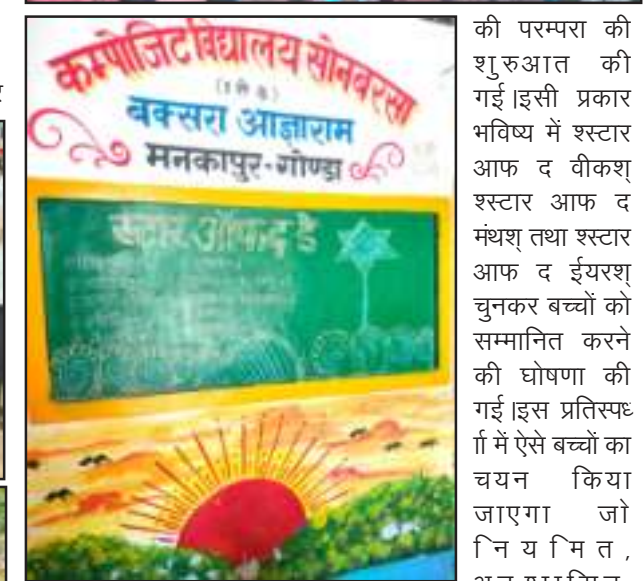 कम्पोजिट विद्यालय सोनबरसा
बक्सरा आज्ञाराम
मनकापुर-गोण्डा
स्टार ऑफ द डे
की परम्परा की
शुरुआत की
गई।इसी प्रकार
भविष्य में श्स्टार
आफ द वीकश्
श्स्टार आफ द
मंथश् तथा श्स्टार
आफ द ईयरश्
चुनकर बच्चों को
सम्मानित करने
की घोषणा की
गई।इस प्रतिस्पध
र्ा में ऐसे बच्चों का
चयन किया
जाएगा जो
नियमित,